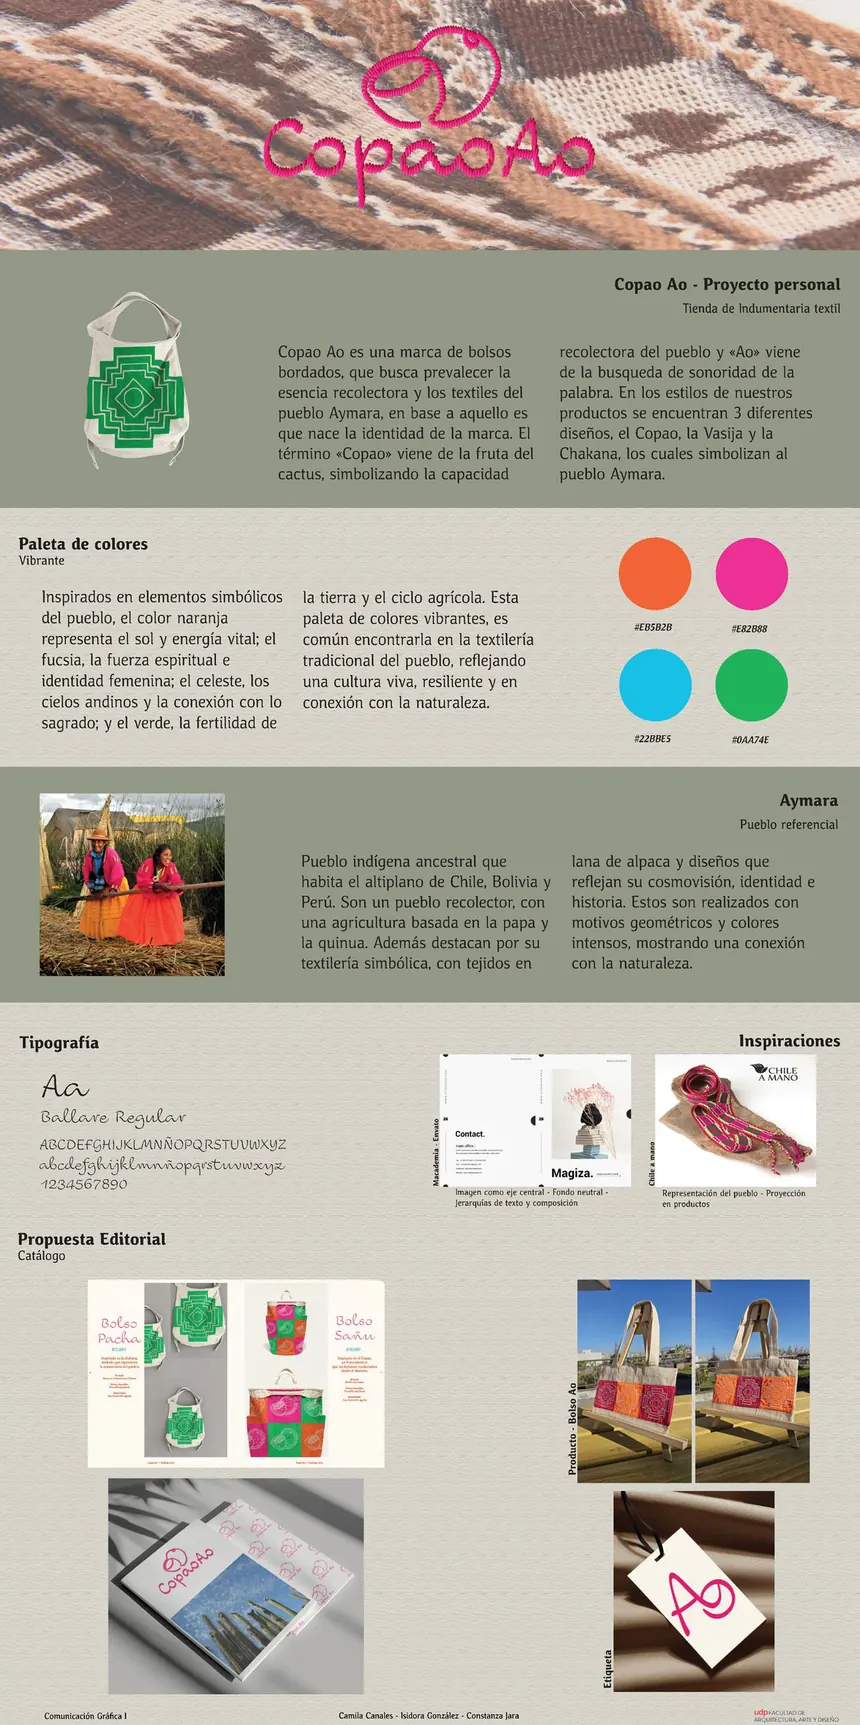 CopaoAo
Copao Ao - Proyecto personal
Tienda de Indumentaria textil
Copao Ao es una marca de bolsos
bordados, que busca prevalecer la
esencia recolectora y los textiles del
pueblo Aymara, en base a aquello es
que nace la identidad de la marca. El
término «Copao» viene de la fruta del
cactus, simbolizando la capacidad
recolectora del pueblo y «Ao» viene
de la busqueda de sonoridad de la
palabra. En los estilos de nuestros
productos se encuentran 3 diferentes
diseños, el Copao, la Vasija y la
Chakana, los cuales simbolizan al
pueblo Aymara.
Paleta de colores
Vibrante
Inspirados en elementos simbólicos
del pueblo, el color naranja
representa el sol y energía vital; el
fucsia, la fuerza espiritual e
identidad femenina; el celeste, los
cielos andinos y la conexión con lo
sagrado; y el verde, la fertilidad de
la tierra y el ciclo agrícola. Esta
paleta de colores vibrantes, es
común encontrarla en la textilería
tradicional del pueblo, reflejando
una cultura viva, resiliente y en
conexión con la naturaleza.
#EB5B2B
#E82B88
#22BBE5
#0AA74E
Aymara
Pueblo referencial
Pueblo indígena ancestral que
habita el altiplano de Chile, Bolivia y
Perú. Son un pueblo recolector, con
una agricultura basada en la papa y
la quinua. Además destacan por su
textilería simbólica, con tejidos en
lana de alpaca y diseños que
reflejan su cosmovisión, identidad e
historia. Estos son realizados con
motivos geométricos y colores
intensos, mostrando una conexión
con la naturaleza.
Tipografía
Aa
Ballare Regular
ABCDEFGHIJKLMNÑOPQRSTUVWXYZ
abcdefghijklmnñopqrstuvwxyz
1234567890
Inspiraciones
Macademia - Envato
Contact.
Magiza.
Imagen como eje central - Fondo neutral -
Jerarquías de texto y composición
Chile a mano
CHILE
A MANO
Representación del pueblo - Proyección
en productos
Propuesta Editorial
Catálogo
Bolso
Pacha
Bolso
Sañu
Producto - Bolso Ao
CopaoAo
Etiqueta
Ao
Comunicación Gráfica I
Camila Canales - Isidora González - Constanza Jara
udp FACULTAD DE
ARQUITECTURA, ARTE Y DISEÑO